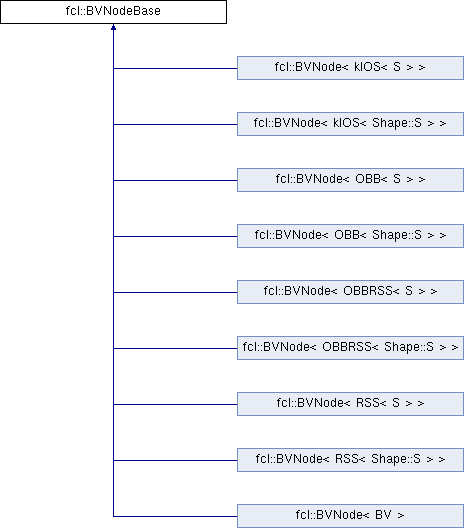 fcl::BVNodeBase
fcl::BVNode< kIOS< S > >
fcl::BVNode< kIOS< Shape::S > >
fcl::BVNode< OBB< S > >
fcl::BVNode< OBB< Shape::S > >
fcl::BVNode< OBBRSS< S > >
fcl::BVNode< OBBRSS< Shape::S > >
fcl::BVNode< RSS< S > >
fcl::BVNode< RSS< Shape::S > >
fcl::BVNode< BV >